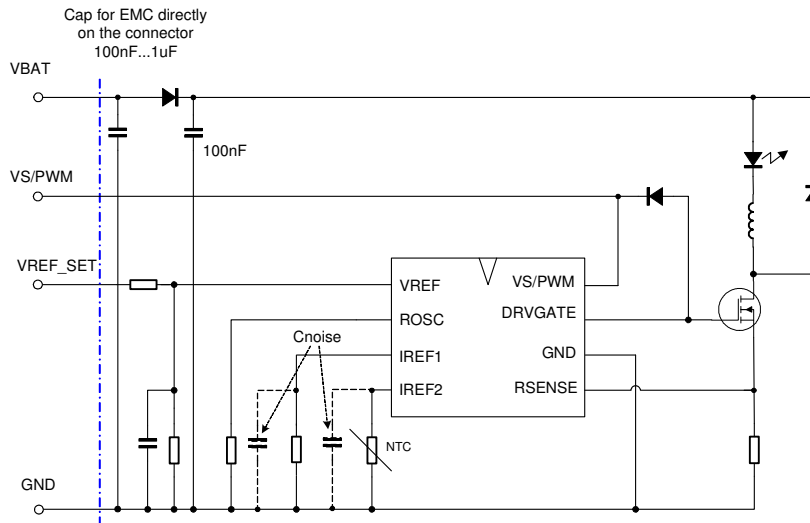 Cap for EMC directly
on the connector
100nF...1uF
VBAT
100nF
VS/PWM
VREF_SET
VREF
VS/PWM
ROSC
DRVGATE
Cnoise
IREF1
GND
IREF2
RSENSE
NTC
GND